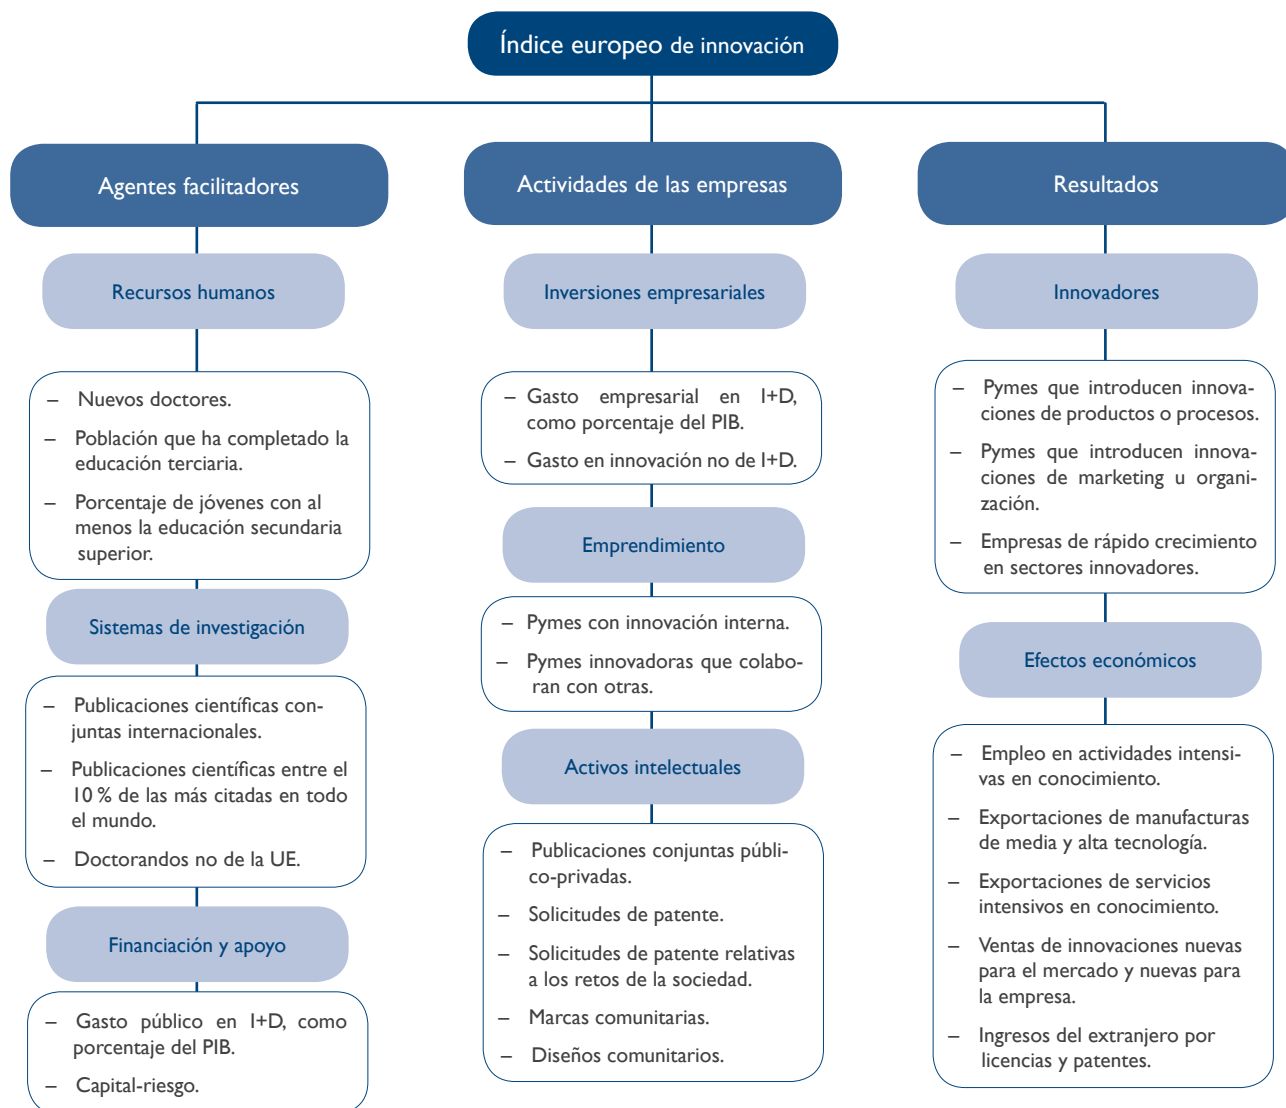 Índice europeo de innovación
Agentes facilitadores
Recursos humanos
– Nuevos doctores.
– Población que ha completado la
educación terciaria.
– Porcentaje de jóvenes con al
menos la educación secundaria
superior.
Sistemas de investigación
– Publicaciones científicas con-
juntas internacionales.
– Publicaciones científicas entre el
10 % de las más citadas en todo
el mundo.
– Doctorandos no de la UE.
Financiación y apoyo
– Gasto público en I+D, como
porcentaje del PIB.
– Capital-riesgo.
Actividades de las empresas
Inversiones empresariales
– Gasto empresarial en I+D,
como porcentaje del PIB.
– Gasto en innovación no de I+D.
Emprendimiento
– Pymes con innovación interna.
– Pymes innovadoras que colabo-
ran con otras.
Activos intelectuales
– Publicaciones conjuntas públi-
co-privadas.
– Solicitudes de patente.
– Solicitudes de patente relativas
a los retos de la sociedad.
– Marcas comunitarias.
– Diseños comunitarios.
Resultados
Innovadores
– Pymes que introducen innova-
ciones de productos o procesos.
– Pymes que introducen innova-
ciones de marketing u organi-
zación.
– Empresas de rápido crecimiento
en sectores innovadores.
Efectos económicos
– Empleo en actividades intensi-
vas en conocimiento.
– Exportaciones de manufacturas
de media y alta tecnología.
– Exportaciones de servicios
intensivos en conocimiento.
– Ventas de innovaciones nuevas
para el mercado y nuevas para
la empresa.
– Ingresos del extranjero por
licencias y patentes.